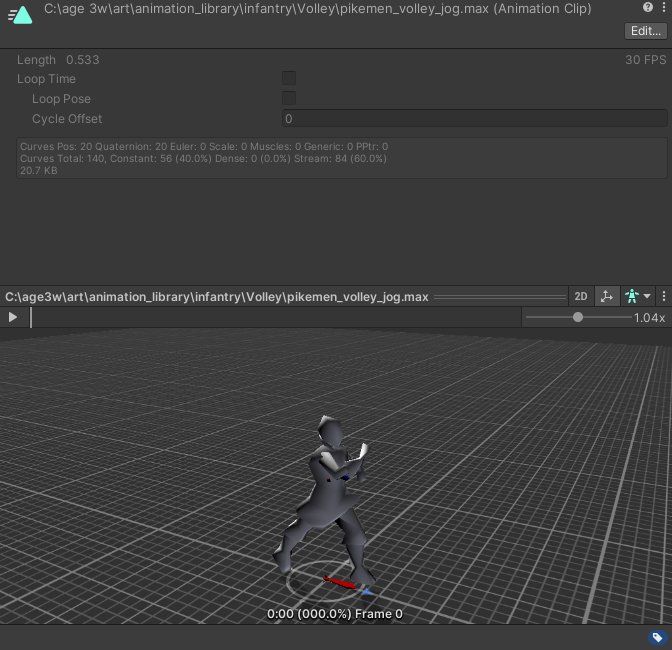 C:\age 3w\art\animation_library\infantry\Volley\pikemen_volley_jog.max (Animation Clip)
Edit...
Length 0.533 30 FPS
Loop Time
Loop Pose
Cycle Offset 0
Curves Pos: 20 Quaternion: 20 Euler: 0 Scale: 0 Muscles: 0 Generic: 0 PPtr: 0
Curves Total: 140, Constant: 56 (40.0%) Dense: 0 (0.0%) Stream: 84 (60.0%)
20.7 KB
C:\age3w\art\animation_library\infantry\Volley\pikemen_volley_jog.max 2D
1.04x
0:00 (000.0%) Frame 0